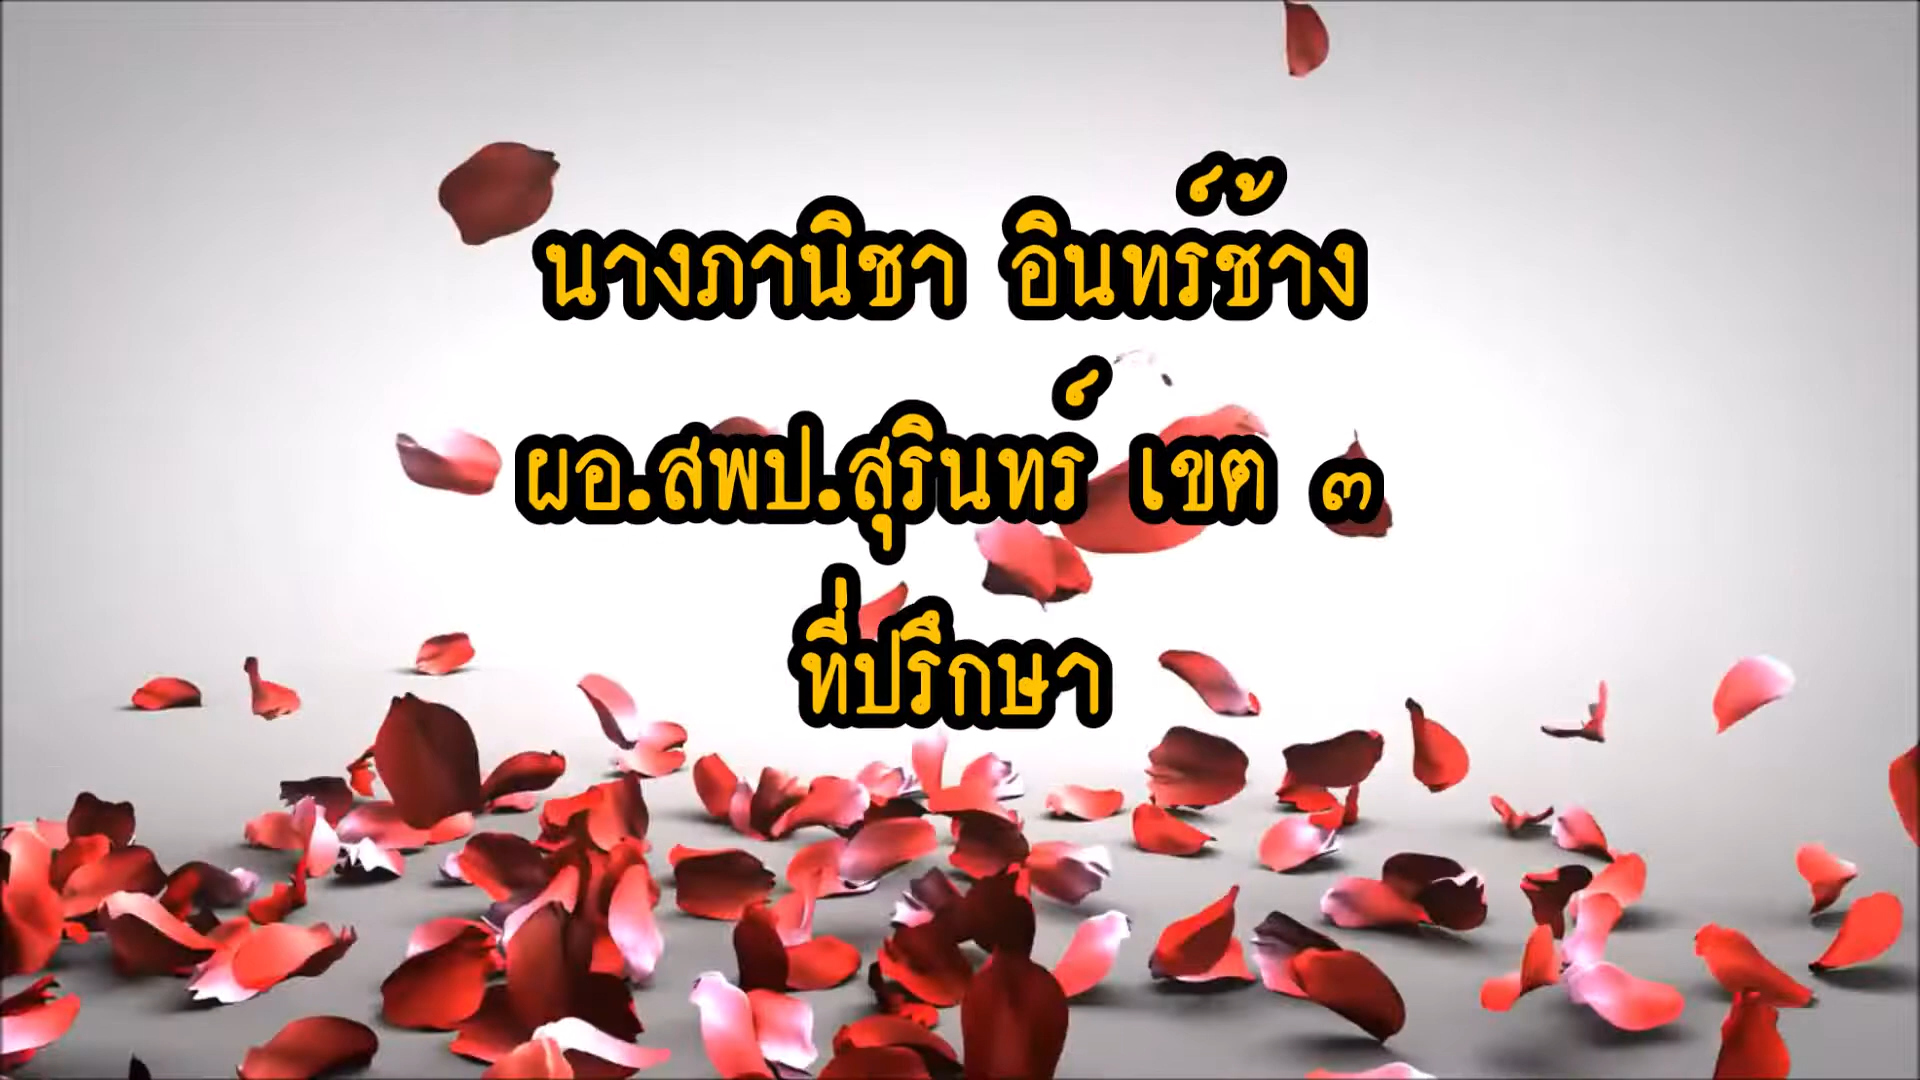 นางภานิชา อินทร์ช้าง
ผอ.สพป.สุรินทร์ เขต ๓
ที่ปรึกษา